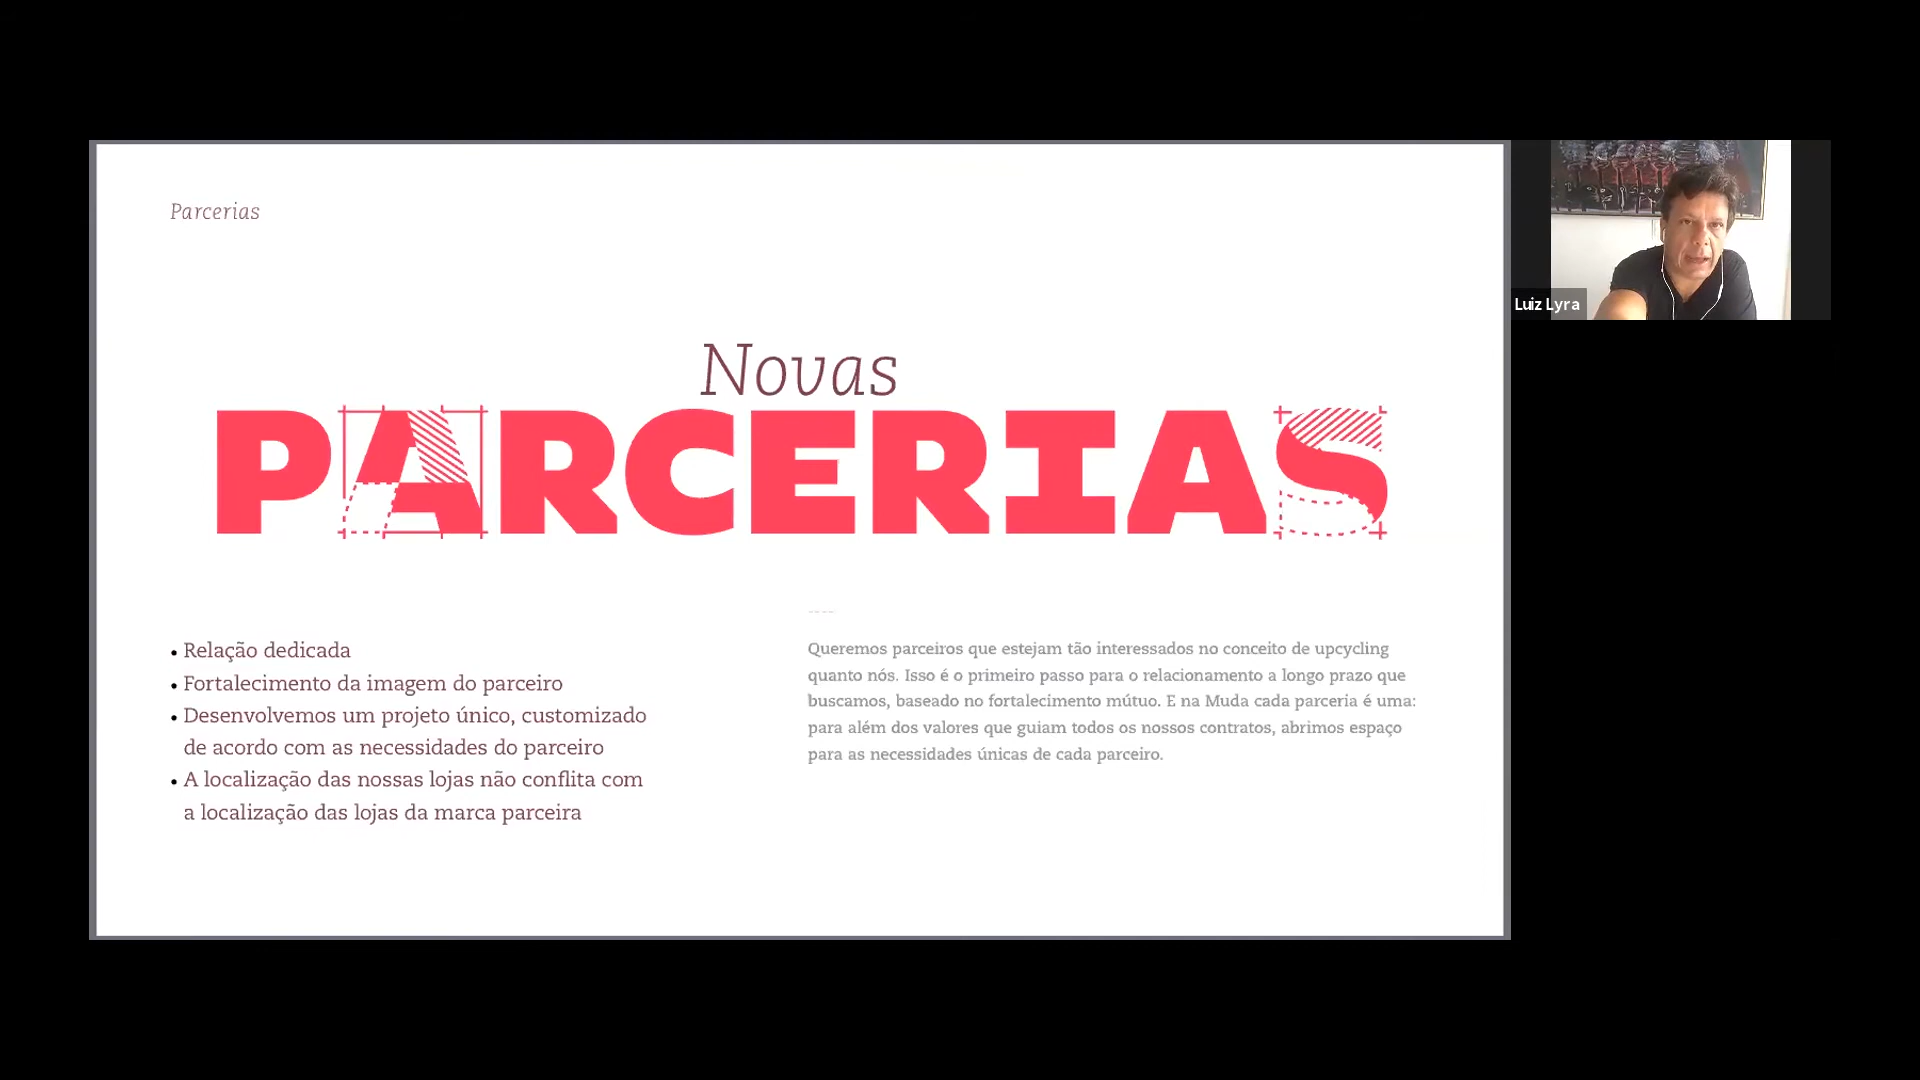 Parcerias
Novas
PARCERIAS
• Relação dedicada
• Fortalecimento da imagem do parceiro
• Desenvolvemos um projeto único, customizado
de acordo com as necessidades do parceiro
• A localização das nossas lojas não conflita com
a localização das lojas da marca parceira
Queremos parceiros que estejam tão interessados no conceito de upcycling
quanto nós. Isso é o primeiro passo para o relacionamento a longo prazo que
buscamos, baseado no fortalecimento mútuo. E na Muda cada parceria é uma:
para além dos valores que guiam todos os nossos contratos, abrimos espaço
para as necessidades únicas de cada parceiro.
Luiz Lyra